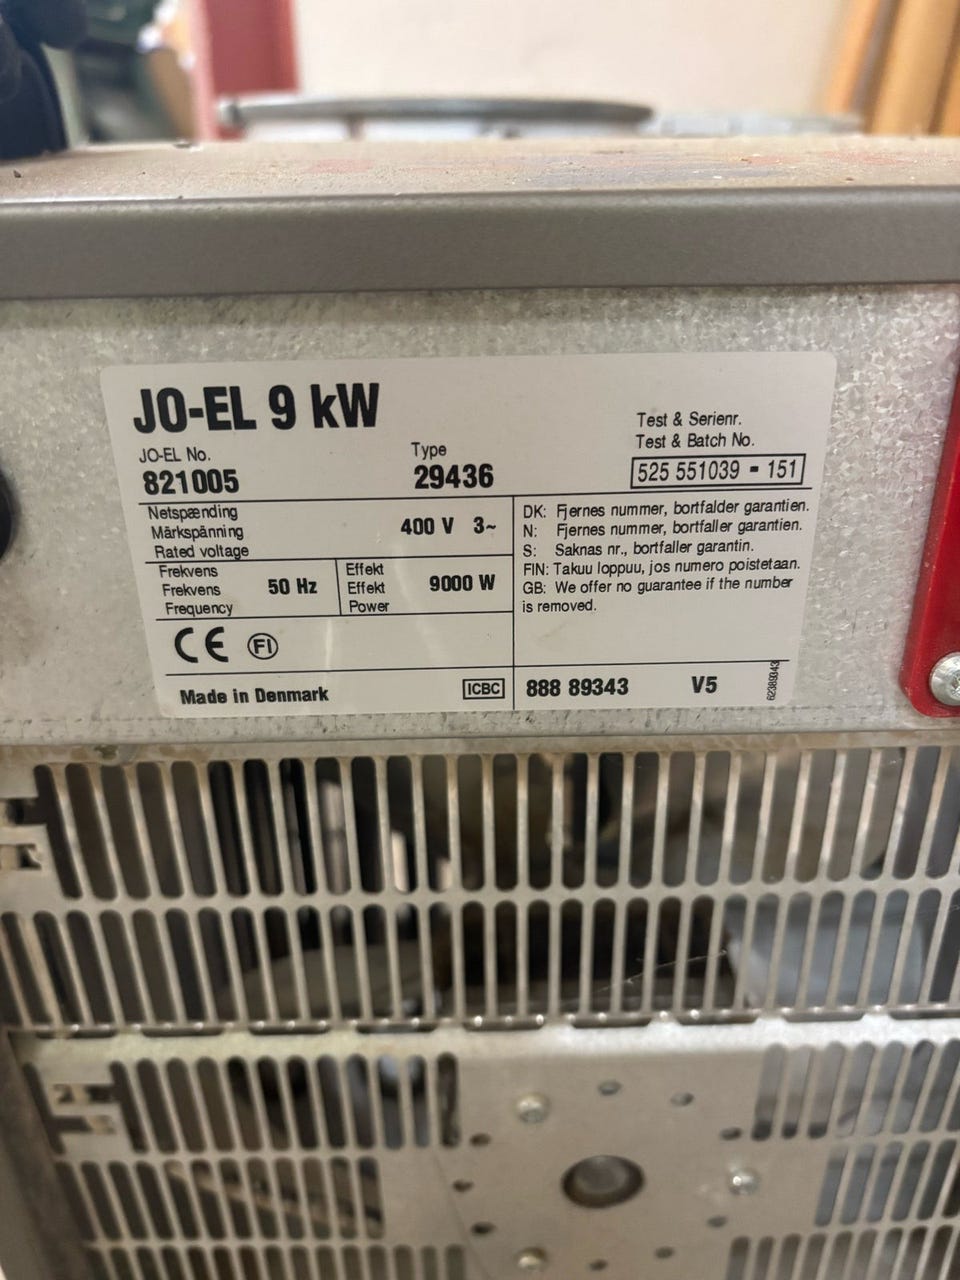 JO-EL 9 kW
JO-EL No.
821005
Type
29436
Test & Serienr.
Test & Batch No.
525 551039 - 151
Netspænding
Märkspänning
Rated voltage
400 V 3~
Frekvens
Frekvens
Frequency
50 Hz
Effekt
Effekt
Power
9000 W
DK: Fjernes nummer, bortfalder garantien.
N: Fjernes nummer, bortfaller garantien.
S: Saknas nr., bortfaller garantin.
FIN: Takuu loppuu, jos numero poistetaan.
GB: We offer no guarantee if the number
is removed.
CE FI
Made in Denmark
ICBC
888 89343 V5
62389343